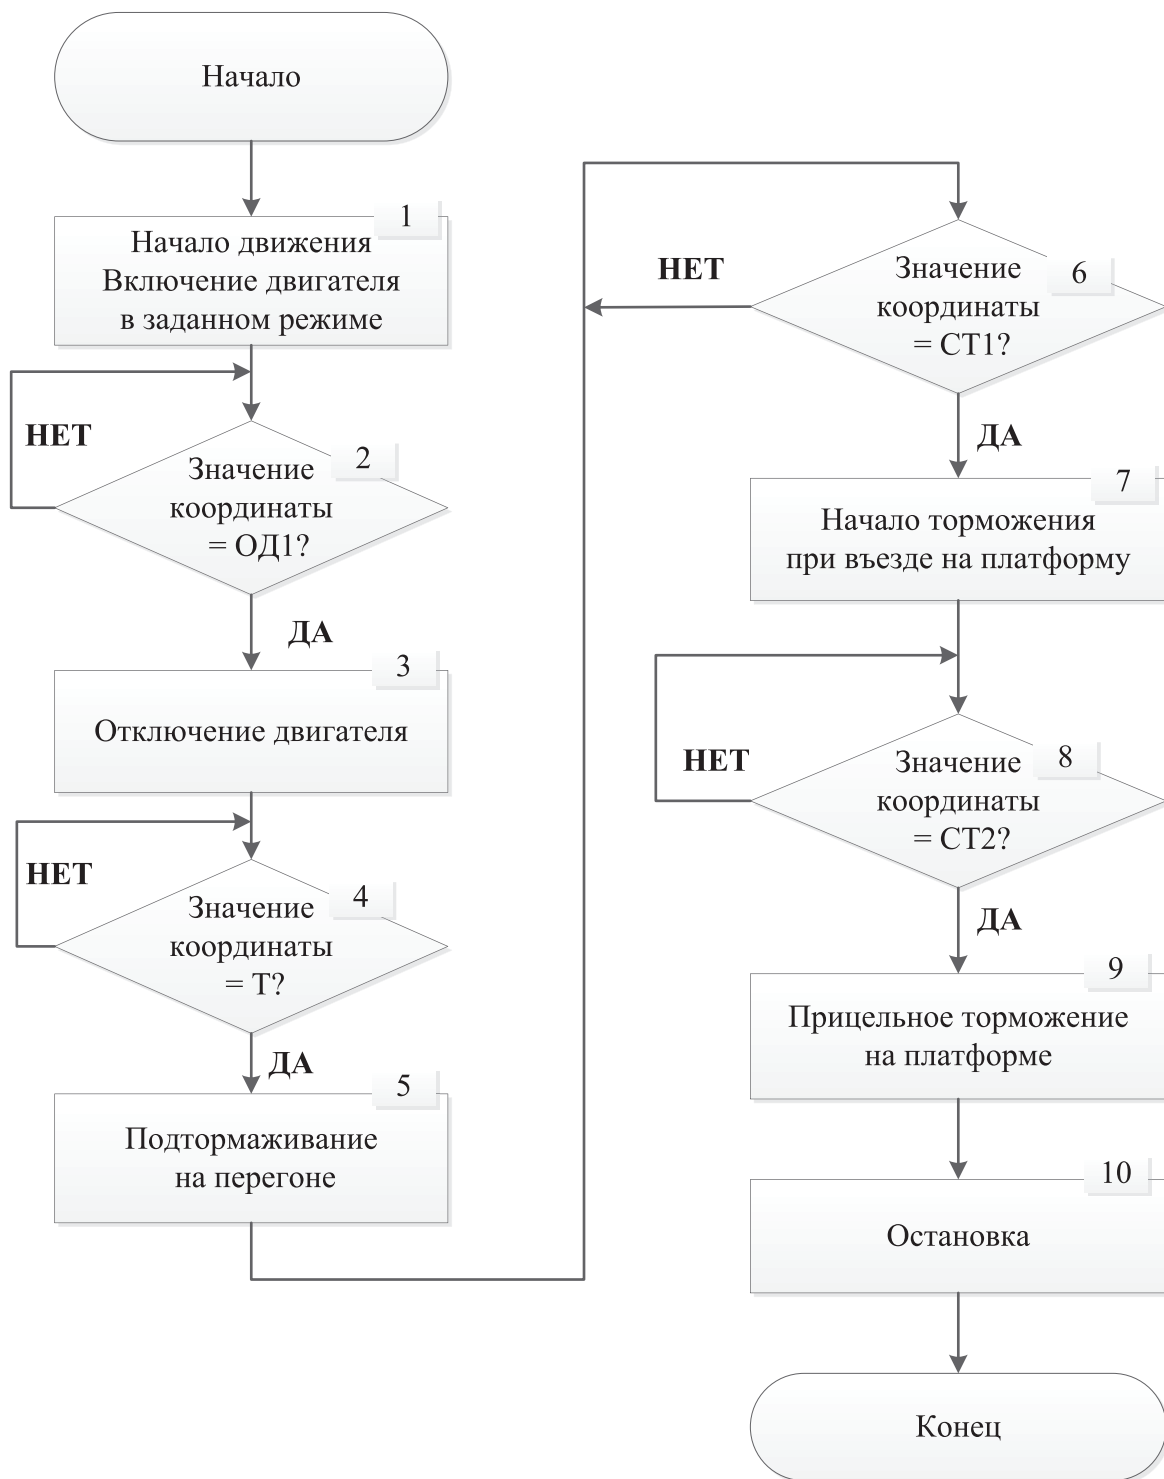 Начало
1
Начало движения
Включение двигателя
в заданном режиме
НЕТ
2
Значение
координаты
= ОД1?
ДА
3
Отключение двигателя
НЕТ
4
Значение
координаты
= Т?
ДА
5
Подтормаживание
на перегоне
НЕТ
6
Значение
координаты
= СТ1?
ДА
7
Начало торможения
при въезде на платформу
НЕТ
8
Значение
координаты
= СТ2?
ДА
9
Прицельное торможение
на платформе
10
Остановка
Конец